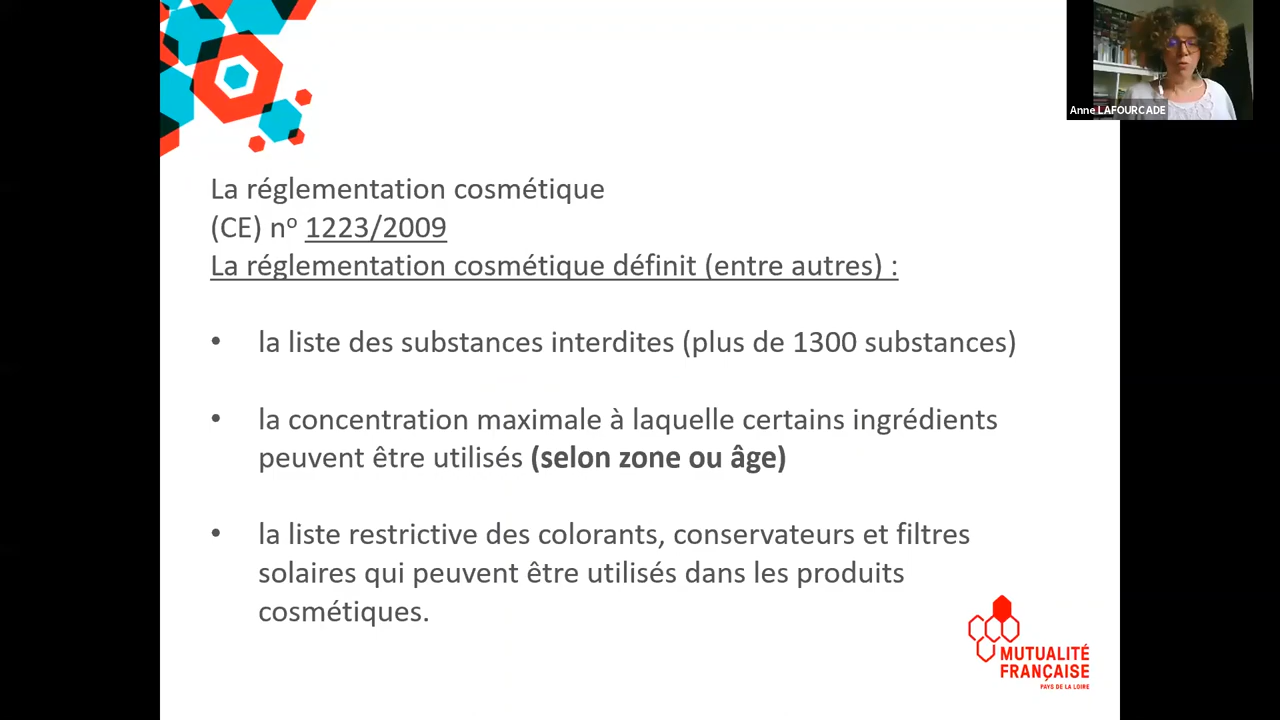 Anne LAFOURCADE
La réglementation cosmétique
(CE) nº 1223/2009
La réglementation cosmétique définit (entre autres) :
• la liste des substances interdites (plus de 1300 substances)
• la concentration maximale à laquelle certains ingrédients
peuvent être utilisés (selon zone ou âge)
• la liste restrictive des colorants, conservateurs et filtres
solaires qui peuvent être utilisés dans les produits
cosmétiques.
MUTUALITÉ
FRANÇAISE
PAYS DE LA LOIRE